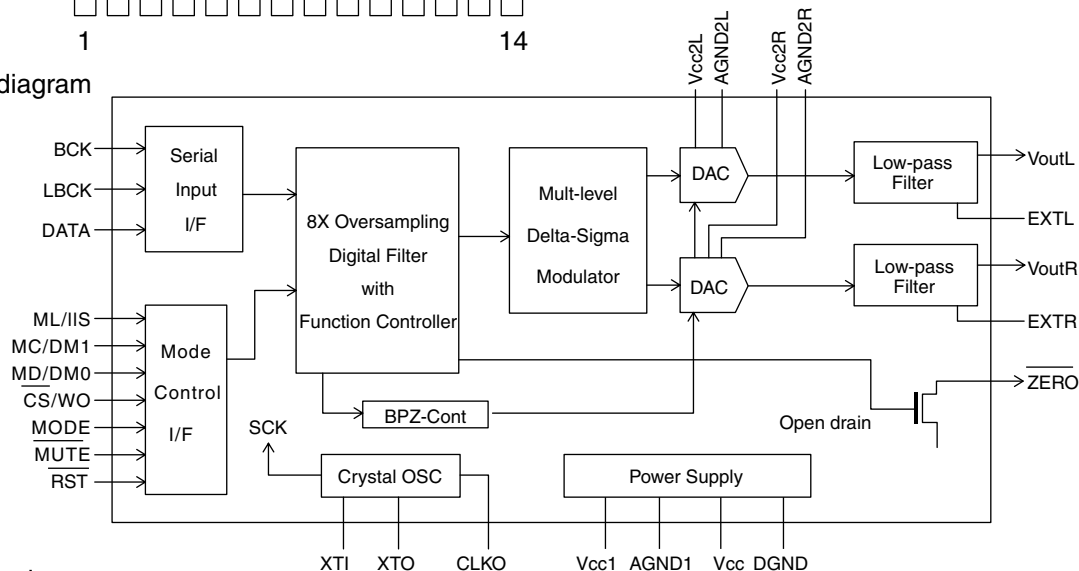 1 14
diagram
Vcc2L
AGND2L
Vcc2R
AGND2R
BCK
LBCK
DATA
Serial
Input
I/F
8X Oversampling
Digital Filter
with
Function Controller
Mult-level
Delta-Sigma
Modulator
DAC
DAC
Low-pass
Filter
Low-pass
Filter
VoutL
EXTL
VoutR
EXTR
ZERO
ML/IIS
MC/DM1
MD/DM0
CS/WO
MODE
MUTE
RST
Mode
Control
I/F
BPZ-Cont
SCK
Open drain
Crystal OSC
Power Supply
XTI XTO CLKO Vcc1 AGND1 Vcc DGND